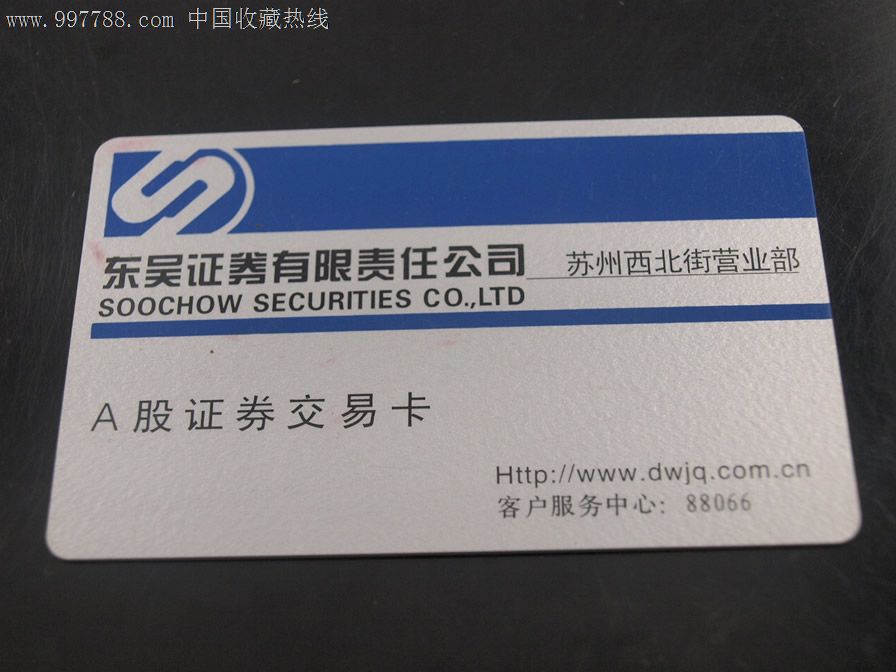 www.997788.com 中国收藏热线
东吴证券有限责任公司 苏州西北街营业部
SOOCHOW SECURITIES CO.,LTD
A股证券交易卡
Http://www.dwjq.com.cn
客户服务中心: 88066